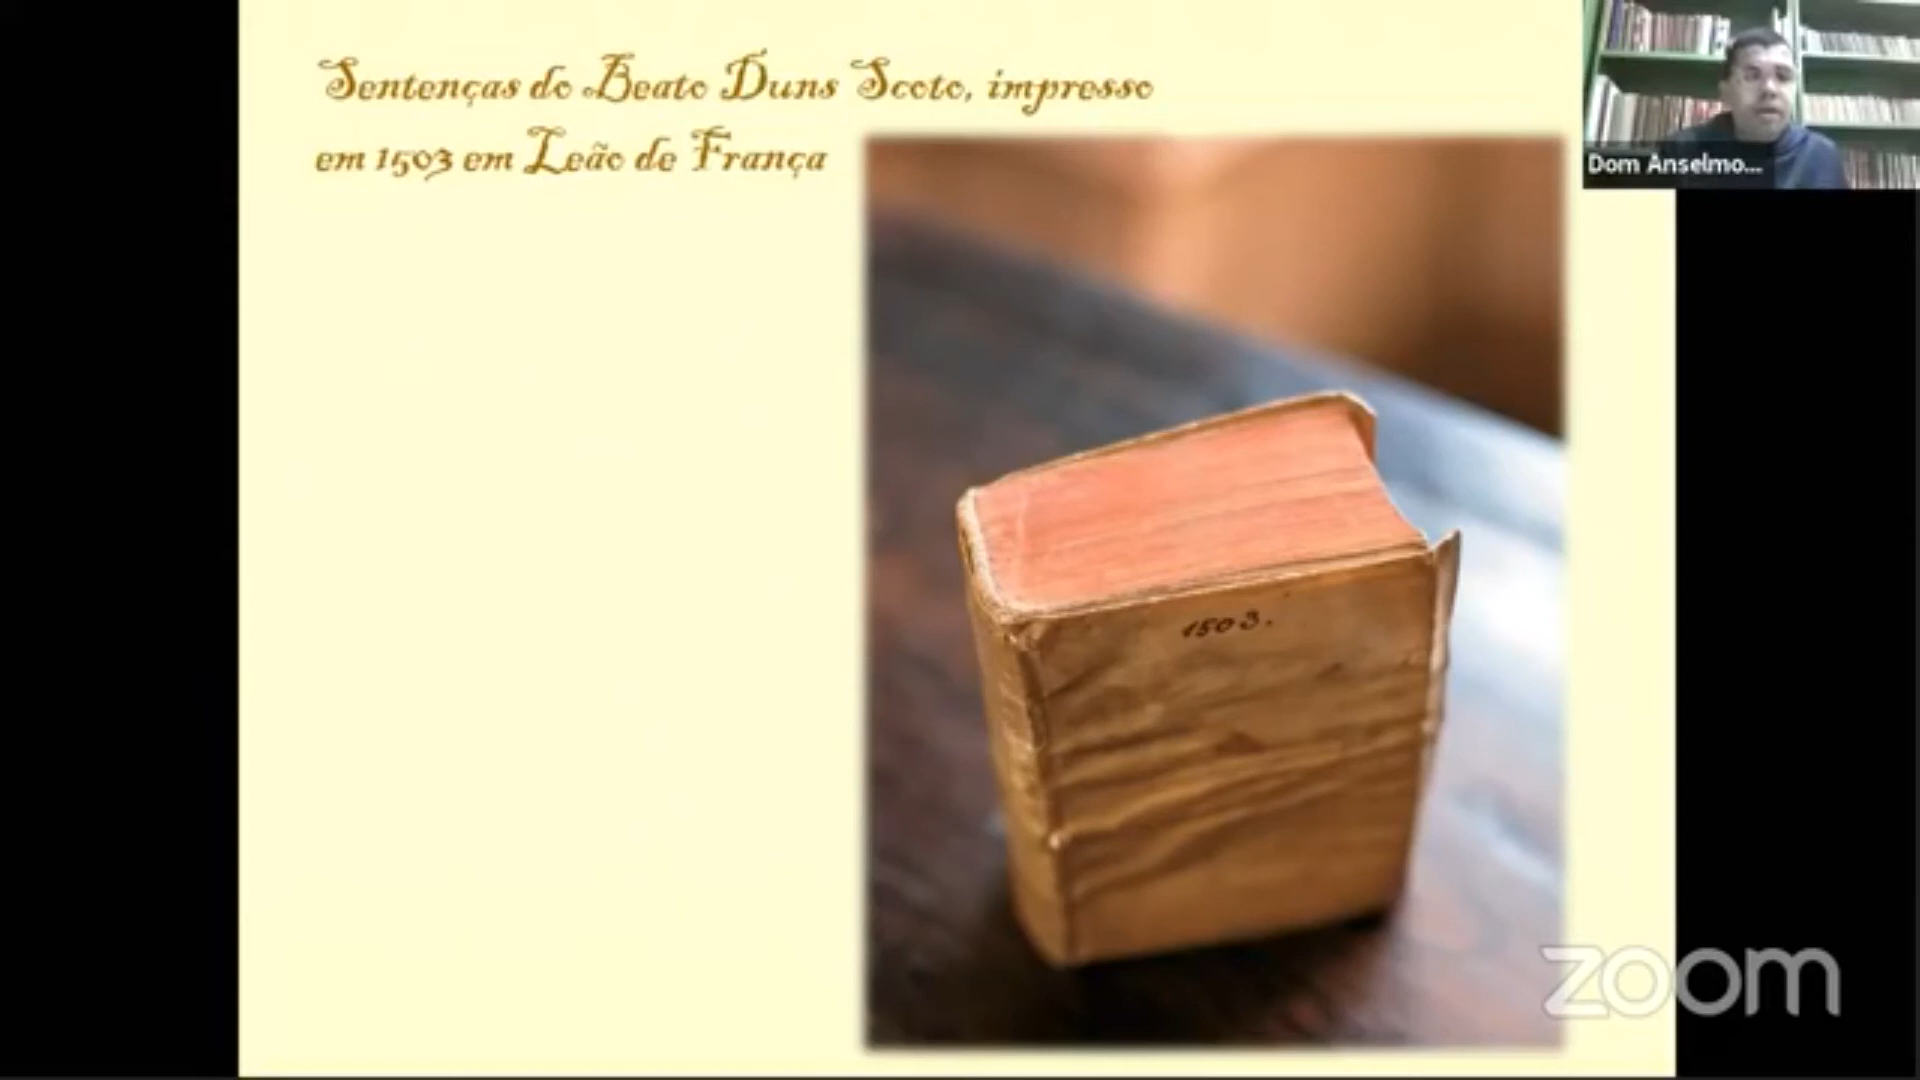 Sentenças do Beato Duns Scoto, impresso
em 1503 em Leão de França
Dom Anselmo...
1503.
zoom